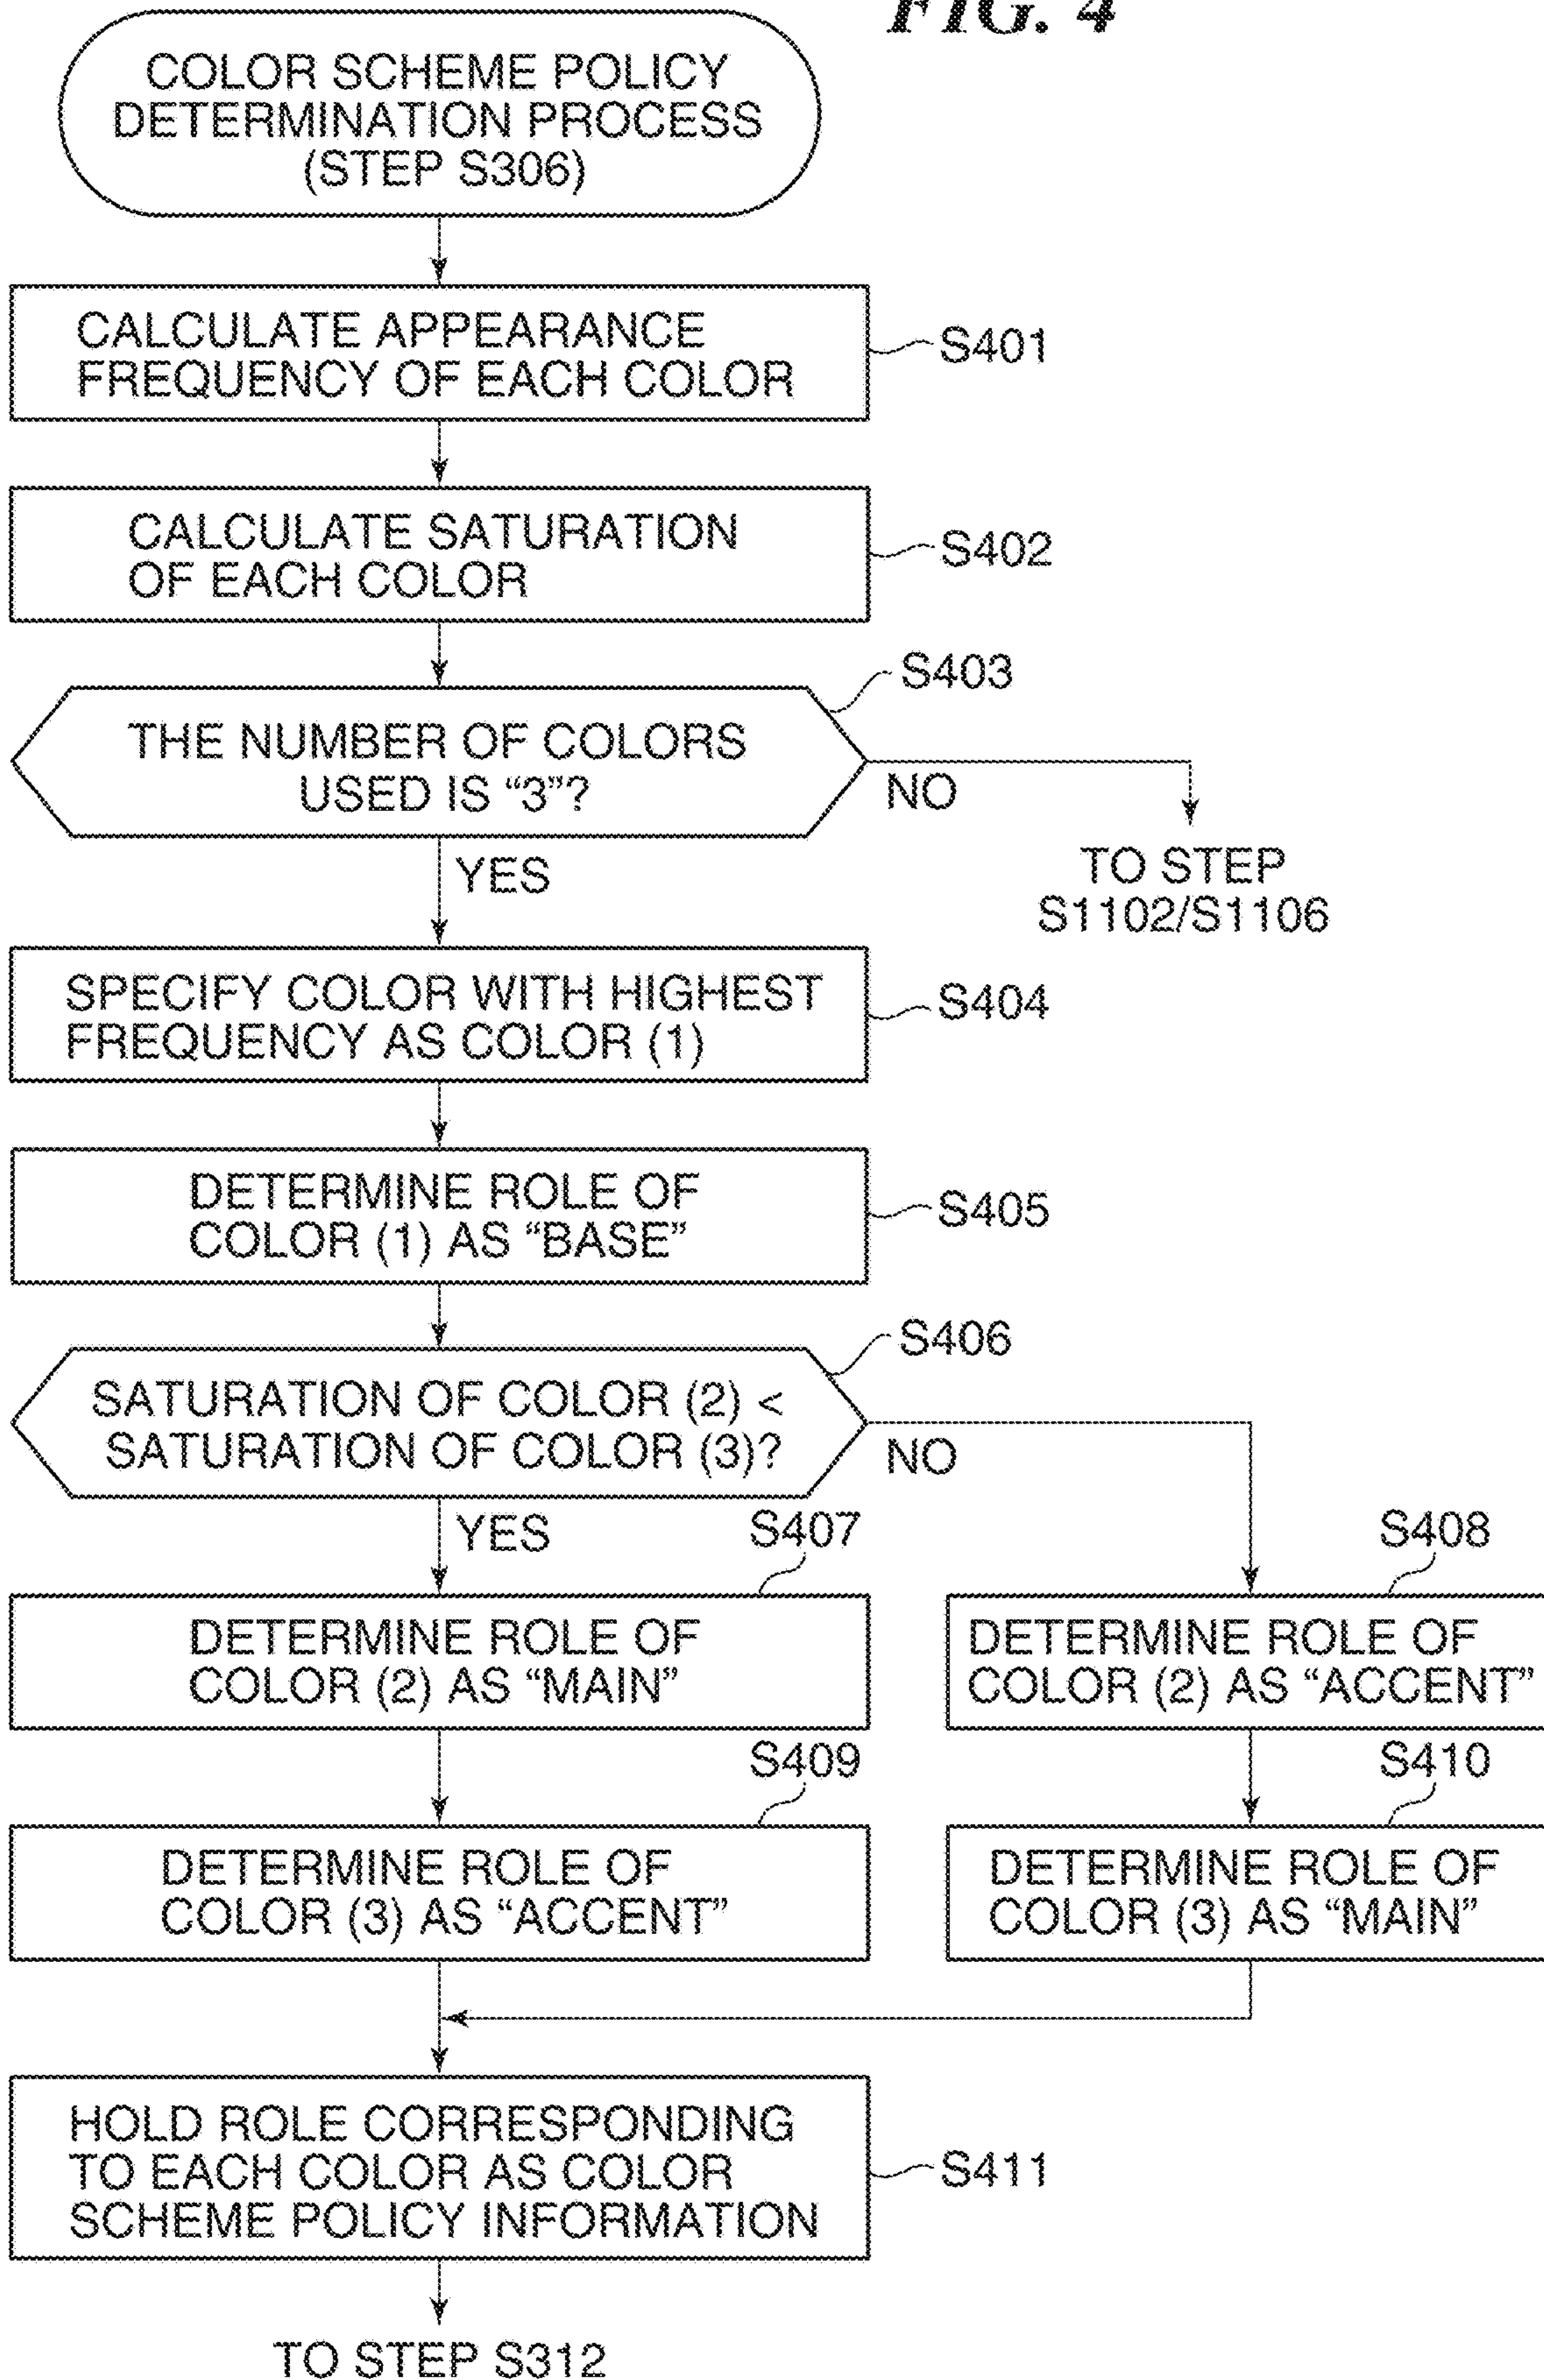 FIG. 4
COLOR SCHEME POLICY
DETERMINATION PROCESS
(STEP S306)
CALCULATE APPEARANCE
FREQUENCY OF EACH COLOR
S401
CALCULATE SATURATION
OF EACH COLOR
S402
S403
THE NUMBER OF COLORS
USED IS “3”?
NO
YES
TO STEP
S1102/S1106
SPECIFY COLOR WITH HIGHEST
FREQUENCY AS COLOR (1)
S404
DETERMINE ROLE OF
COLOR (1) AS “BASE”
S405
S406
SATURATION OF COLOR (2) <
SATURATION OF COLOR (3)?
NO
YES
S407
S408
DETERMINE ROLE OF
COLOR (2) AS “MAIN”
DETERMINE ROLE OF
COLOR (2) AS “ACCENT”
S409
S410
DETERMINE ROLE OF
COLOR (3) AS “ACCENT”
DETERMINE ROLE OF
COLOR (3) AS “MAIN”
HOLD ROLE CORRESPONDING
TO EACH COLOR AS COLOR
SCHEME POLICY INFORMATION
S411
TO STEP S312